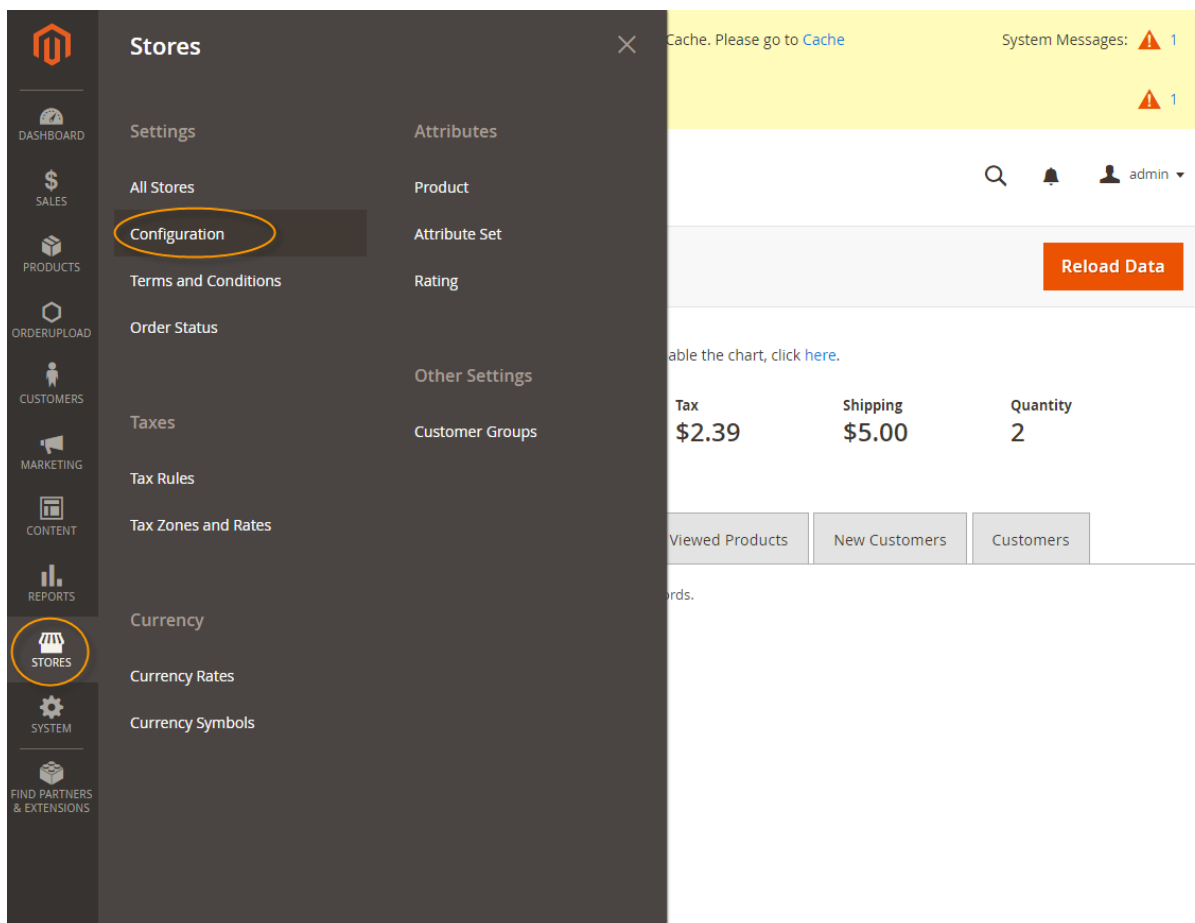 DASHBOARD
SALES
PRODUCTS
ORDERUPLOAD
CUSTOMERS
MARKETING
CONTENT
REPORTS
STORES
SYSTEM
FIND PARTNERS
& EXTENSIONS
Stores
Settings
All Stores
Configuration
Terms and Conditions
Order Status
Taxes
Tax Rules
Tax Zones and Rates
Currency
Currency Rates
Currency Symbols
Attributes
Product
Attribute Set
Rating
Other Settings
Customer Groups
Cache. Please go to Cache
System Messages: 1
1
admin
Reload Data
able the chart, click here.
Tax Shipping Quantity
$2.39 $5.00 2
Viewed Products New Customers Customers
ords.